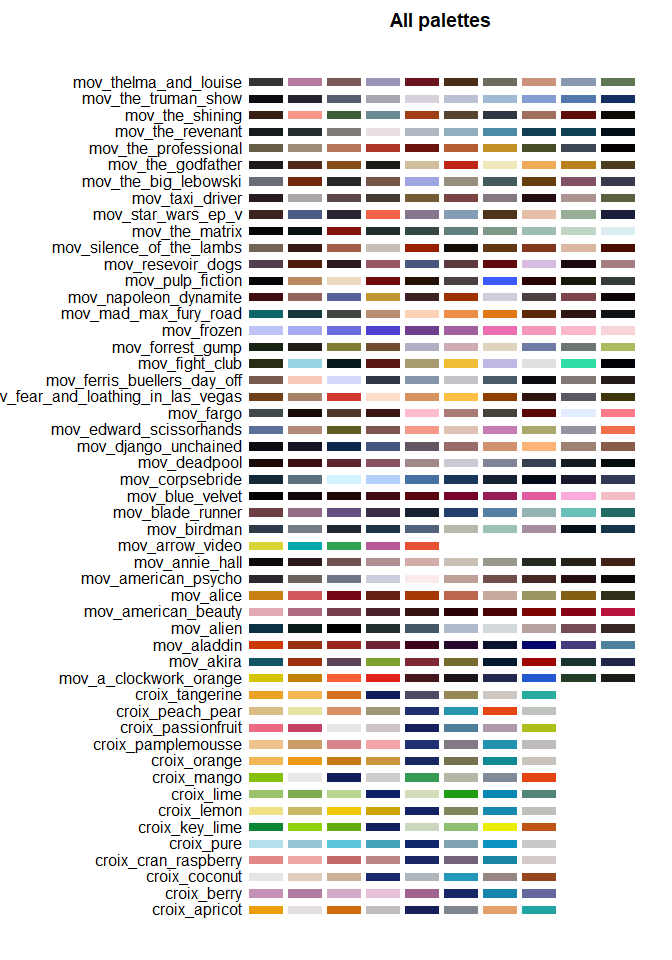 All palettes
mov_thelma_and_louise
mov_the_truman_show
mov_the_shining
mov_the_revenant
mov_the_professional
mov_the_godfather
mov_the_big_lebowski
mov_taxi_driver
mov_star_wars_ep_v
mov_the_matrix
mov_silence_of_the_lambs
mov_resevoir_dogs
mov_pulp_fiction
mov_napoleon_dynamite
mov_mad_max_fury_road
mov_frozen
mov_forrest_gump
mov_fight_club
mov_ferris_buellers_day_off
v_fear_and_loathing_in_las_vegas
mov_fargo
mov_edward_scissorhands
mov_django_unchained
mov_deadpool
mov_corpsebride
mov_blue_velvet
mov_blade_runner
mov_birdman
mov_arrow_video
mov_annie_hall
mov_american_psycho
mov_alice
mov_american_beauty
mov_alien
mov_aladdin
mov_akira
mov_a_clockwork_orange
croix_tangerine
croix_peach_pear
croix_passionfruit
croix_pamplemousse
croix_orange
croix_mango
croix_lime
croix_lemon
croix_key_lime
croix_pure
croix_cran_raspberry
croix_coconut
croix_berry
croix_apricot